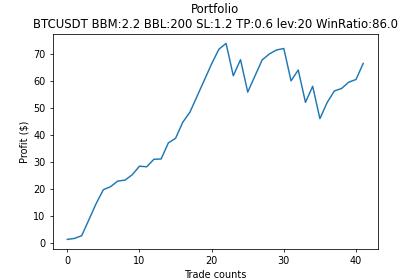 Portfolio
BTCUSDT BBM:2.2 BBL:200 SL:1.2 TP:0.6 lev:20 WinRatio:86.0
Profit ($)
70
60
50
40
30
20
10
0
0 10 20 30 40
Trade counts